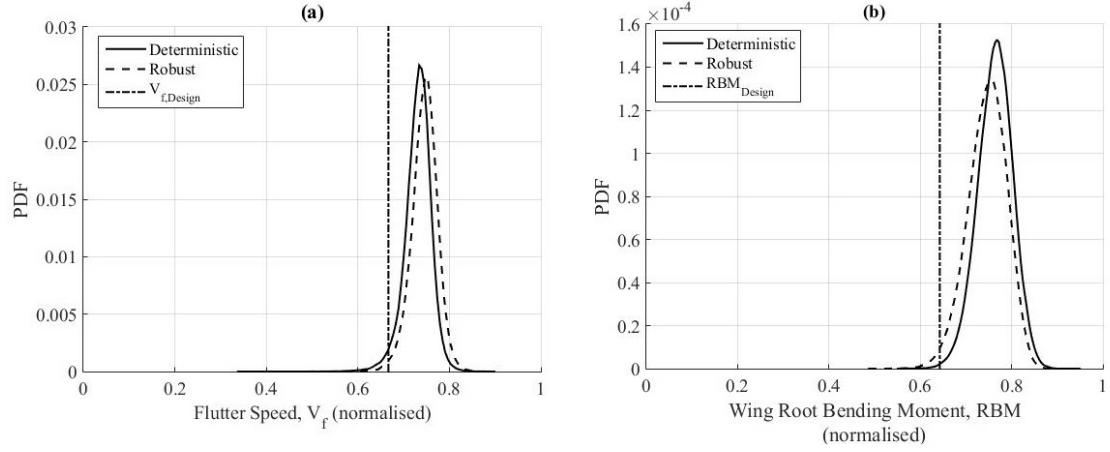 (a)
0.03
0.025
0.02
0.015
0.01
0.005
0
0 0.2 0.4 0.6 0.8 1
PDF
Flutter Speed, V_f (normalised)
Deterministic
Robust
V_f,Design
(b)
×10^-4
1.6
1.4
1.2
1
0.8
0.6
0.4
0.2
0
0 0.2 0.4 0.6 0.8 1
PDF
Wing Root Bending Moment, RBM
(normalised)
Deterministic
Robust
RBM_Design